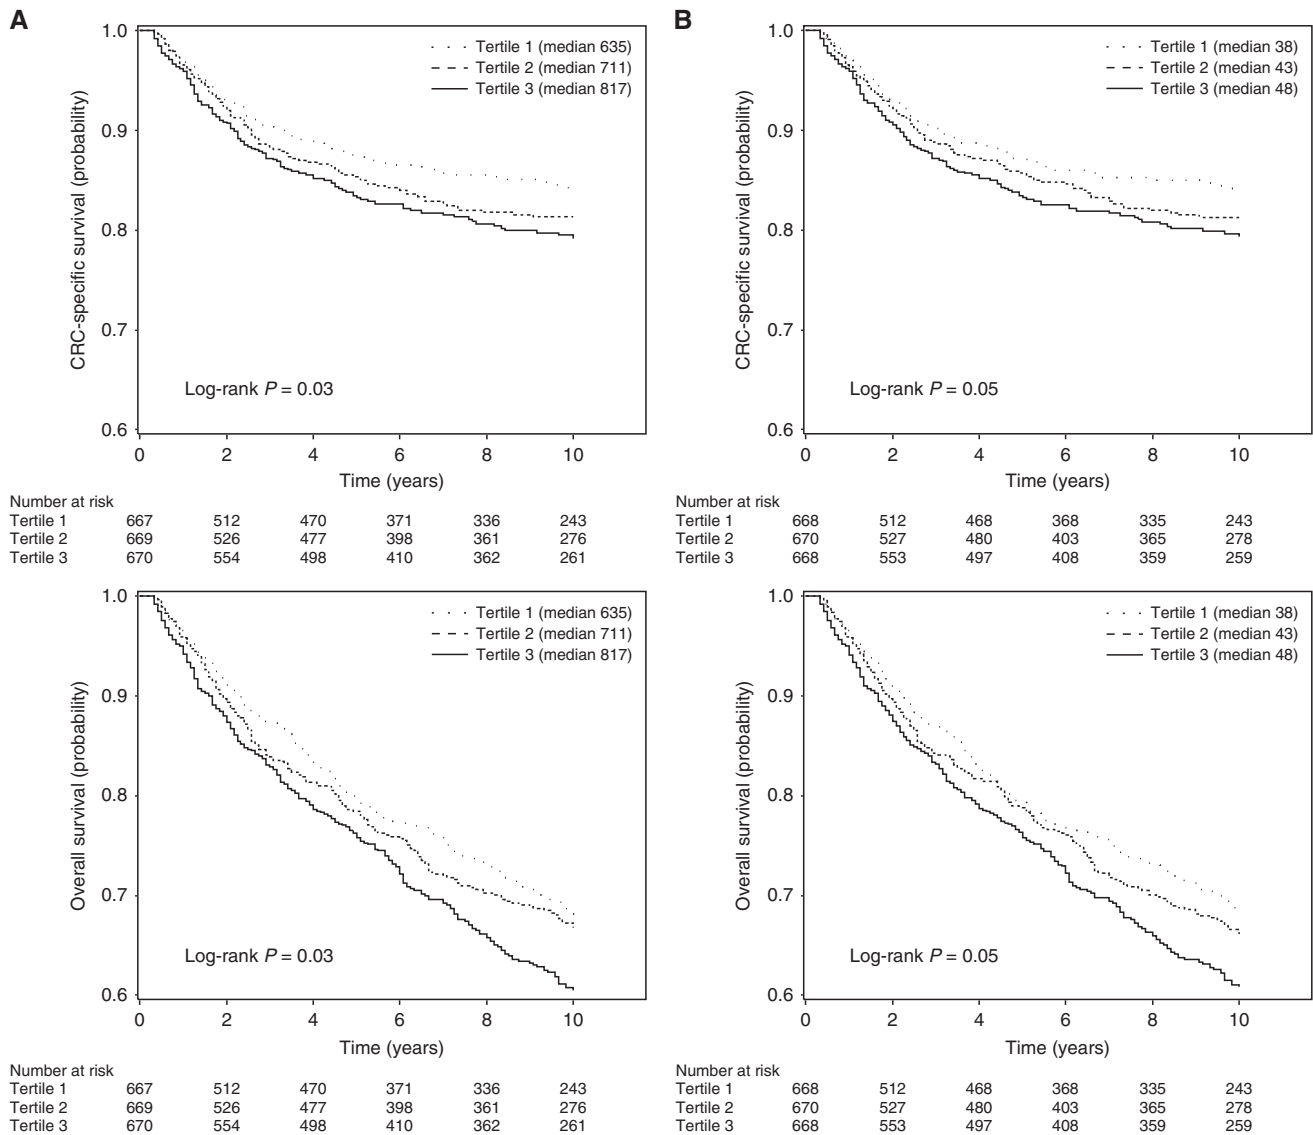 A
1.0
0.9
0.8
0.7
0.6
CRC-specific survival (probability)
Tertile 1 (median 635)
Tertile 2 (median 711)
Tertile 3 (median 817)
Log-rank P = 0.03
0 2 4 6 8 10
Time (years)
Number at risk
Tertile 1 667 512 470 371 336 243
Tertile 2 669 526 477 398 361 276
Tertile 3 670 554 498 410 362 261
B
1.0
0.9
0.8
0.7
0.6
CRC-specific survival (probability)
Tertile 1 (median 38)
Tertile 2 (median 43)
Tertile 3 (median 48)
Log-rank P = 0.05
0 2 4 6 8 10
Time (years)
Number at risk
Tertile 1 668 512 468 368 335 243
Tertile 2 670 527 480 403 365 278
Tertile 3 668 553 497 408 359 259
1.0
0.9
0.8
0.7
0.6
Overall survival (probability)
Tertile 1 (median 635)
Tertile 2 (median 711)
Tertile 3 (median 817)
Log-rank P = 0.03
0 2 4 6 8 10
Time (years)
Number at risk
Tertile 1 667 512 470 371 336 243
Tertile 2 669 526 477 398 361 276
Tertile 3 670 554 498 410 362 261
1.0
0.9
0.8
0.7
0.6
Overall survival (probability)
Tertile 1 (median 38)
Tertile 2 (median 43)
Tertile 3 (median 48)
Log-rank P = 0.05
0 2 4 6 8 10
Time (years)
Number at risk
Tertile 1 668 512 468 368 335 243
Tertile 2 670 527 480 403 365 278
Tertile 3 668 553 497 408 359 259